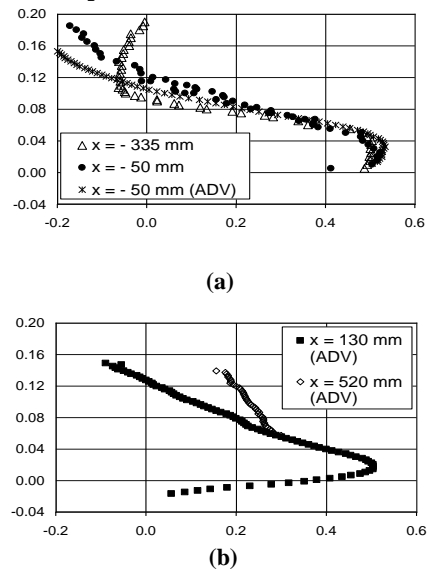 0.20
0.16
0.12
0.08
0.04
0.00
-0.04
x = - 335 mm
x = - 50 mm
x = - 50 mm (ADV)
-0.2 0.0 0.2 0.4 0.6
(a)
0.20
0.16
0.12
0.08
0.04
0.00
-0.04
x = 130 mm
(ADV)
x = 520 mm
(ADV)
-0.2 0.0 0.2 0.4 0.6
(b)